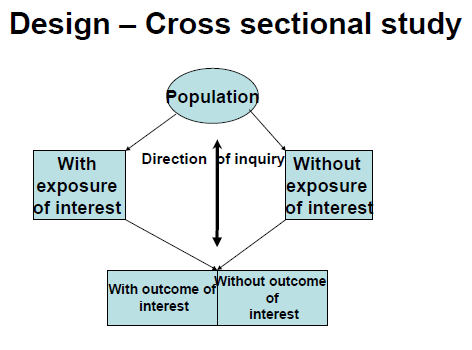 Design – Cross sectional study
Population
With
exposure
of interest
Direction of inquiry
Without
exposure
of interest
With outcome of
interest
Without outcome
of
interest